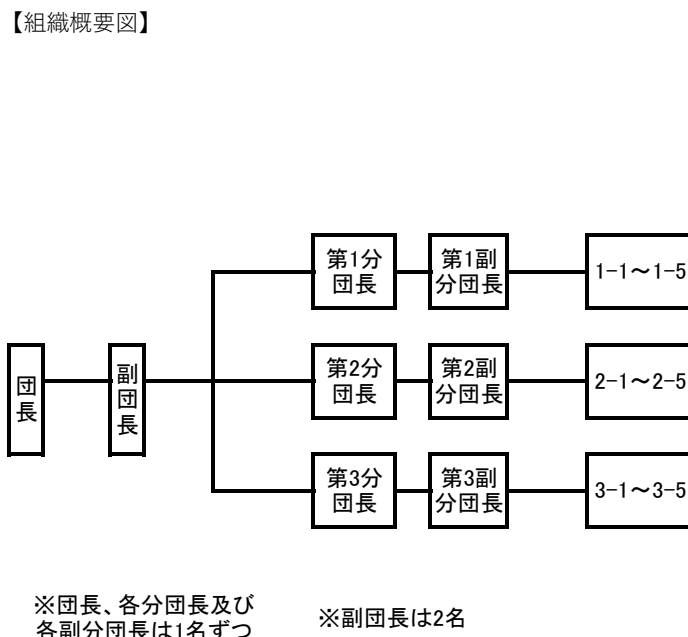 【組織概要図】
第1分
団長
第1副
分団長
1-1～1-5
団長
副団長
第2分
団長
第2副
分団長
2-1～2-5
第3分
団長
第3副
分団長
3-1～3-5
※団長、各分団長及び
各副分団長は1名ずつ
※副団長は2名